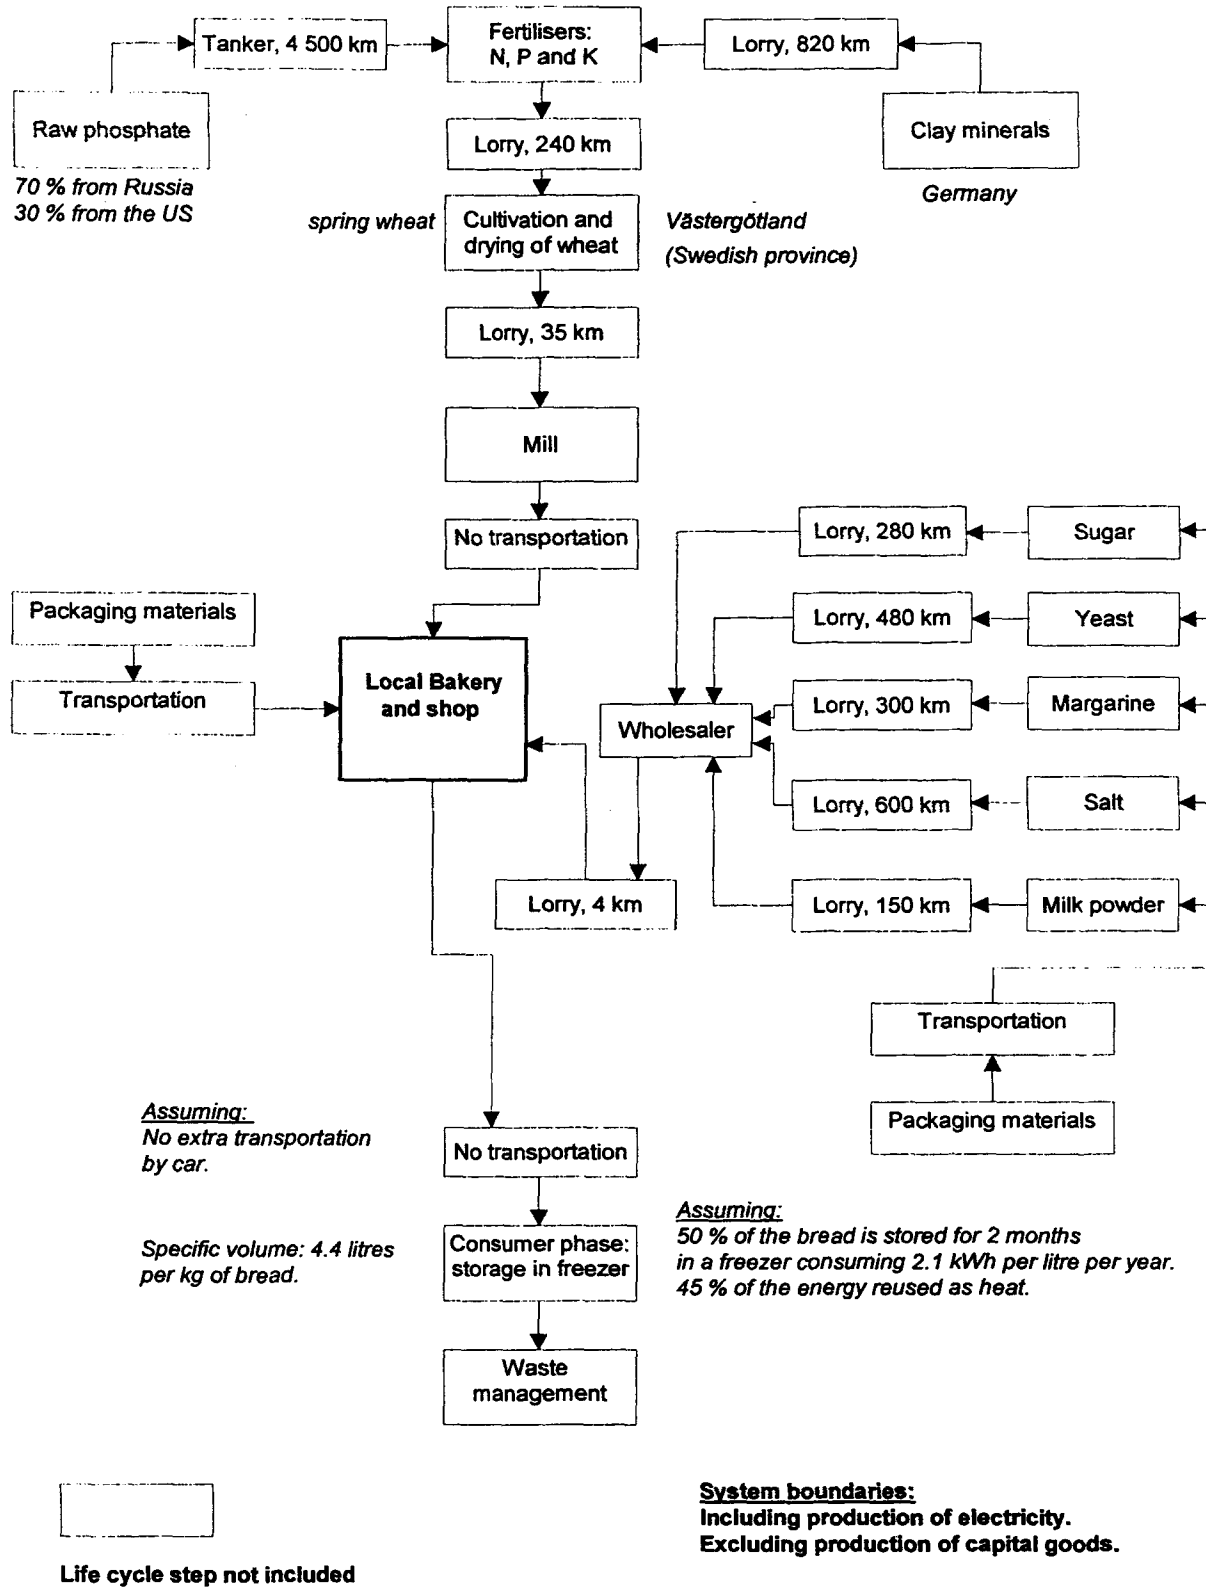 Tanker, 4 500 km
Fertilisers:
N, P and K
Lorry, 820 km
Raw phosphate
Lorry, 240 km
Clay minerals
70 % from Russia
30 % from the US
Germany
spring wheat
Cultivation and
drying of wheat
Västergötland
(Swedish province)
Lorry, 35 km
Mill
No transportation
Lorry, 280 km
Sugar
Packaging materials
Lorry, 480 km
Yeast
Transportation
Local Bakery
and shop
Lorry, 300 km
Margarine
Wholesaler
Lorry, 600 km
Salt
Lorry, 4 km
Lorry, 150 km
Milk powder
Transportation
Packaging materials
Assuming:
No extra transportation
by car.
No transportation
Specific volume: 4.4 litres
per kg of bread.
Consumer phase:
storage in freezer
Assuming:
50 % of the bread is stored for 2 months
in a freezer consuming 2.1 kWh per litre per year.
45 % of the energy reused as heat.
Waste
management
Life cycle step not included
System boundaries:
Including production of electricity.
Excluding production of capital goods.